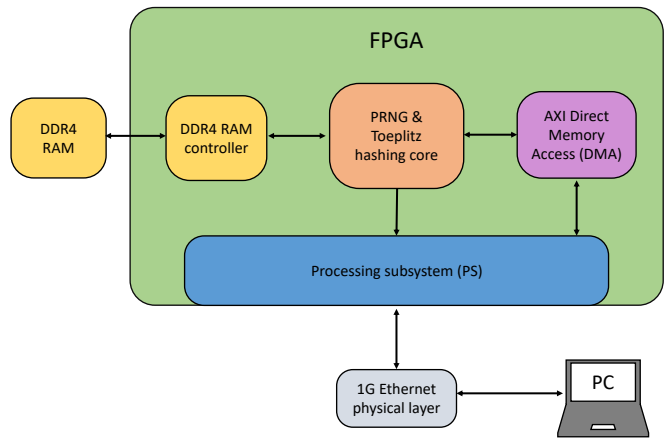 FPGA
DDR4
RAM
DDR4 RAM
controller
PRNG &
Toeplitz
hashing core
AXI Direct
Memory
Access (DMA)
Processing subsystem (PS)
1G Ethernet
physical layer
PC